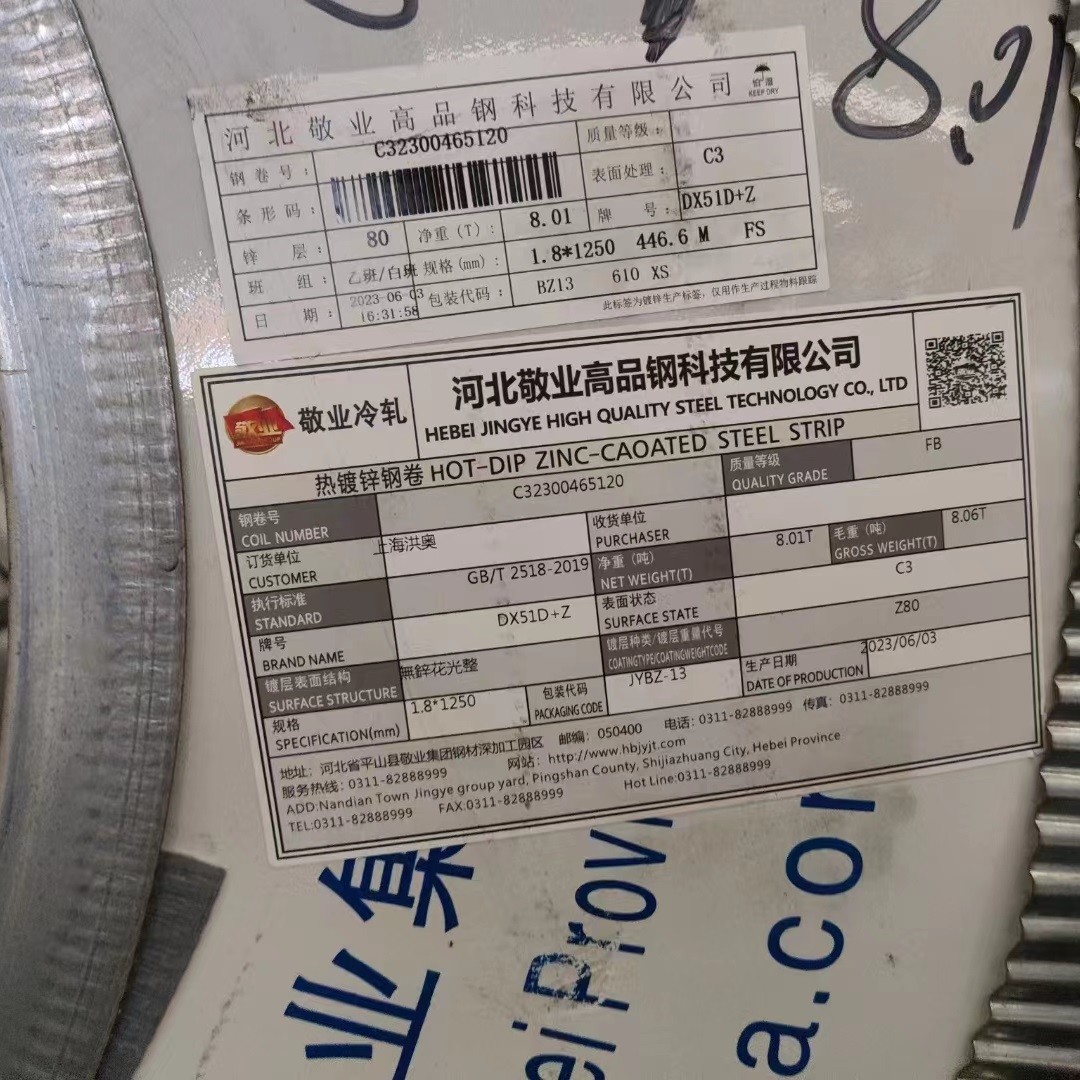 8.01
河北敬业高品钢科技有限公司
怕湿
KEEP DRY
钢卷号: C32300465120 质量等级:
条形码: 表面处理: C3
锌层: 80 净重(T): 8.01 牌号: DX51D+Z
班组: 乙班/白班 规格(mm): 1.8*1250 446.6 M FS
日期: 2023-06-03 16:31:58 包装代码: BZ13 610 XS
此标签为镀锌生产标签，仅用作生产过程物料跟踪
敬业
敬业冷轧
河北敬业高品钢科技有限公司
HEBEI JINGYE HIGH QUALITY STEEL TECHNOLOGY CO., LTD
热镀锌钢卷 HOT-DIP ZINC-CAOATED STEEL STRIP
钢卷号 COIL NUMBER C32300465120 质量等级 QUALITY GRADE FB
订货单位 CUSTOMER 上海洪奥 收货单位 PURCHASER
执行标准 STANDARD GB/T 2518-2019 净重（吨） NET WEIGHT(T) 8.01T 毛重（吨） GROSS WEIGHT(T) 8.06T
牌号 BRAND NAME DX51D+Z 表面状态 SURFACE STATE C3
镀层表面结构 SURFACE STRUCTURE 無鋅花光整 镀层种类/镀层重量代号 COATINGTYPE/COATINGWEIGHTCODE Z80
规格 SPECIFICATION(mm) 1.8*1250 包装代码 PACKAGING CODE JYBZ-13 生产日期 DATE OF PRODUCTION 2023/06/03
地址：河北省平山县敬业集团钢材深加工园区 邮编：050400 电话：0311-82888999 传真：0311-82888999
服务热线：0311-82888999 网站：http://www.hbjyjt.com
ADD:Nandian Town Jingye group yard, Pingshan County, Shijiazhuang City, Hebei Province
TEL:0311-82888999 FAX:0311-82888999 Hot Line:0311-82888999
业集
eiProvi
a.com